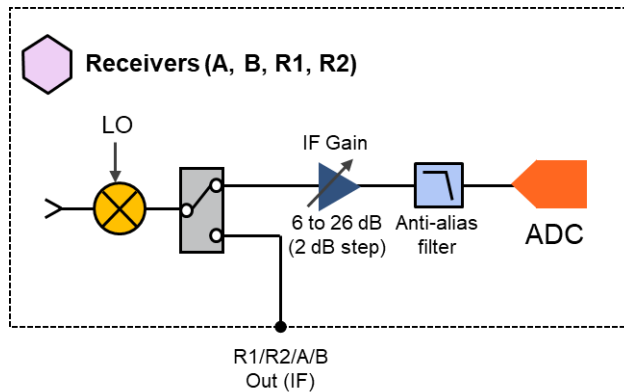 Receivers (A, B, R1, R2)
LO
IF Gain
6 to 26 dB
(2 dB step)
Anti-alias
filter
ADC
R1/R2/A/B
Out (IF)